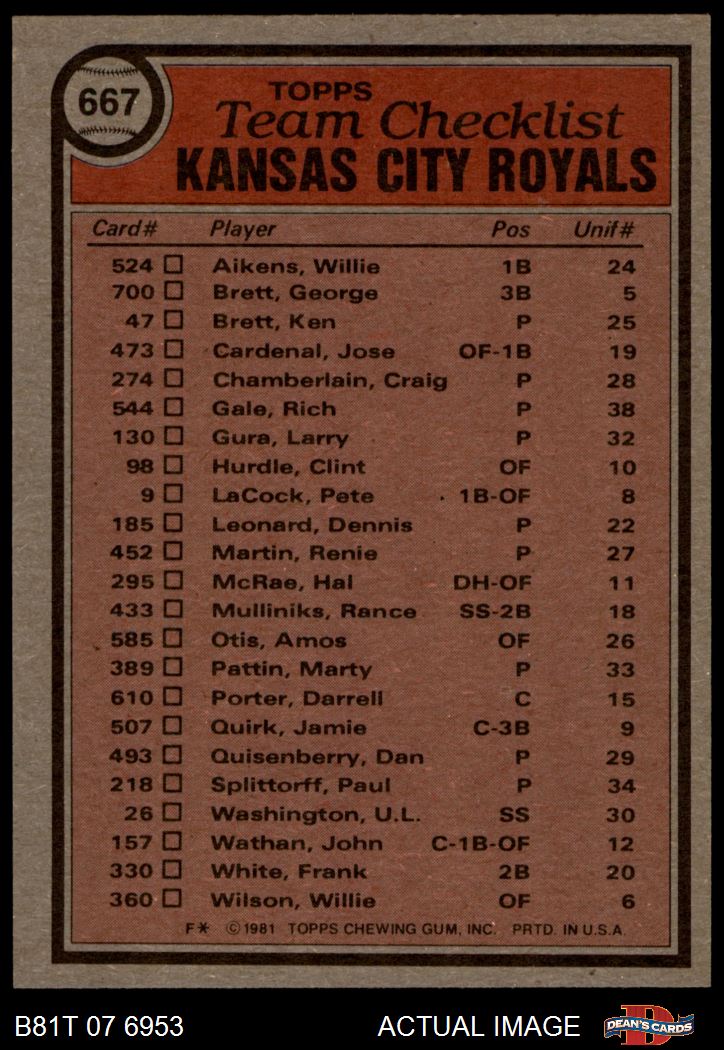 667
TOPPS
Team Checklist
KANSAS CITY ROYALS
Card# Player Pos Unif#
524 Aikens, Willie 1B 24
700 Brett, George 3B 5
47 Brett, Ken P 25
473 Cardenal, Jose OF-1B 19
274 Chamberlain, Craig P 28
544 Gale, Rich P 38
130 Gura, Larry P 32
98 Hurdle, Clint OF 10
9 LaCock, Pete 1B-OF 8
185 Leonard, Dennis P 22
452 Martin, Renie P 27
295 McRae, Hal DH-OF 11
433 Mulliniks, Rance SS-2B 18
585 Otis, Amos OF 26
389 Pattin, Marty P 33
610 Porter, Darrell C 15
507 Quirk, Jamie C-3B 9
493 Quisenberry, Dan P 29
218 Splittorff, Paul P 34
26 Washington, U.L. SS 30
157 Wathan, John C-1B-OF 12
330 White, Frank 2B 20
360 Wilson, Willie OF 6
F* ©1981 TOPPS CHEWING GUM, INC. PRTD. IN U.S.A.
B81T 07 6953 ACTUAL IMAGE DEAN'S CARDS